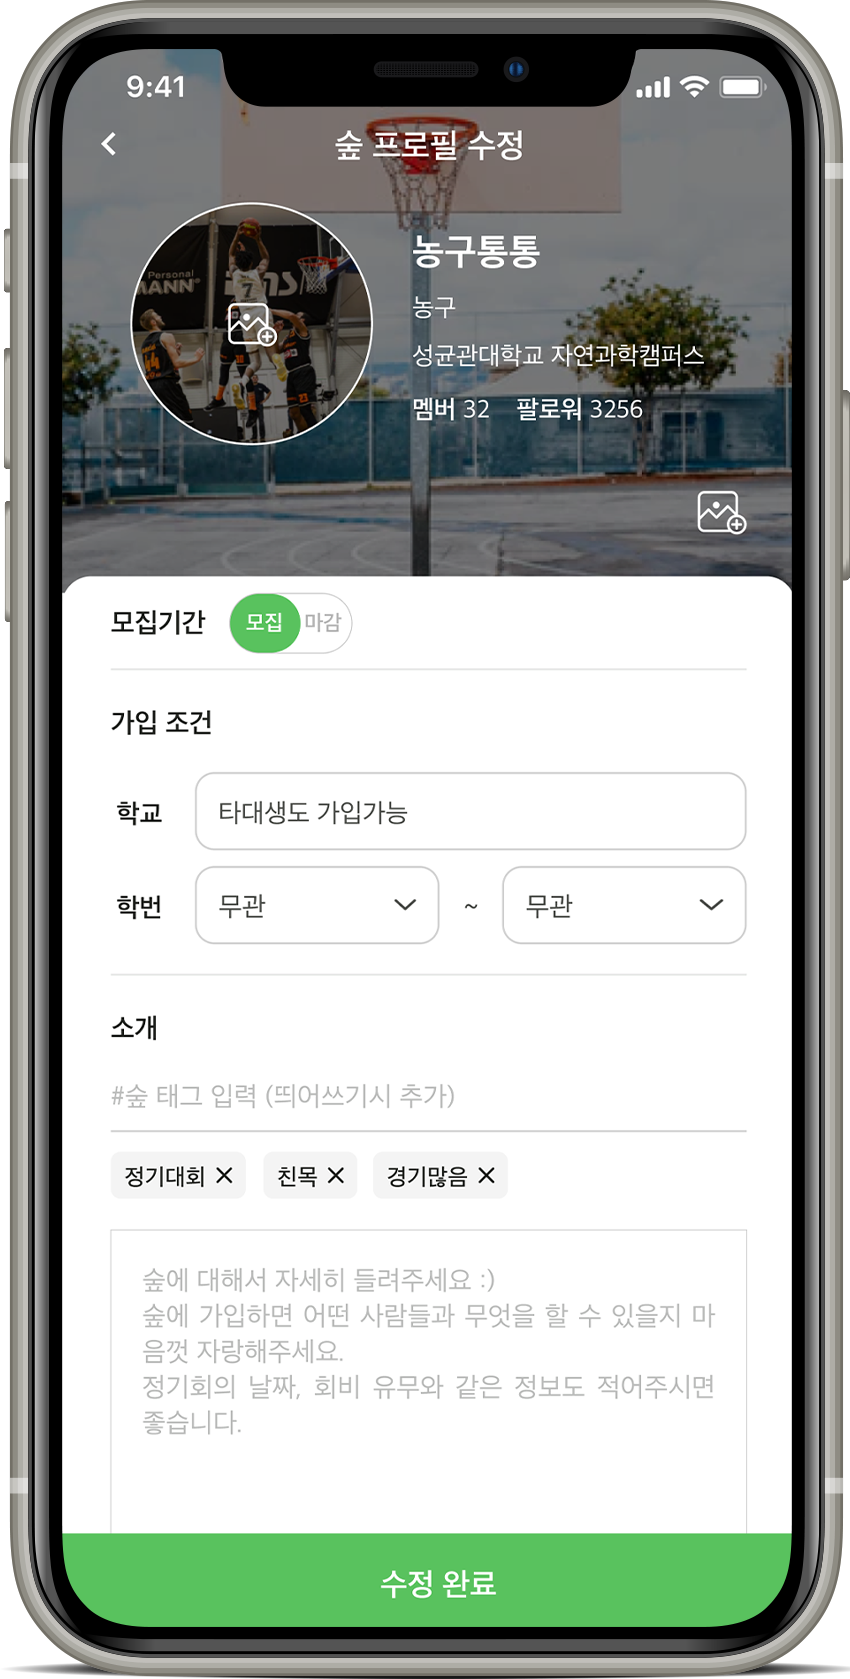 9:41
숲 프로필 수정
Personal
MANN®
농구통통
농구
성균관대학교 자연과학캠퍼스
멤버 32 팔로워 3256
모집기간 모집 마감
가입 조건
학교 타대생도 가입가능
학번 무관 ~ 무관
소개
#숲 태그 입력 (띄어쓰기시 추가)
정기대회 × 친목 × 경기많음 ×
숲에 대해서 자세히 들려주세요 :)
숲에 가입하면 어떤 사람들과 무엇을 할 수 있을지 마
음껏 자랑해주세요.
정기회의 날짜, 회비 유무와 같은 정보도 적어주시면
좋습니다.
수정 완료